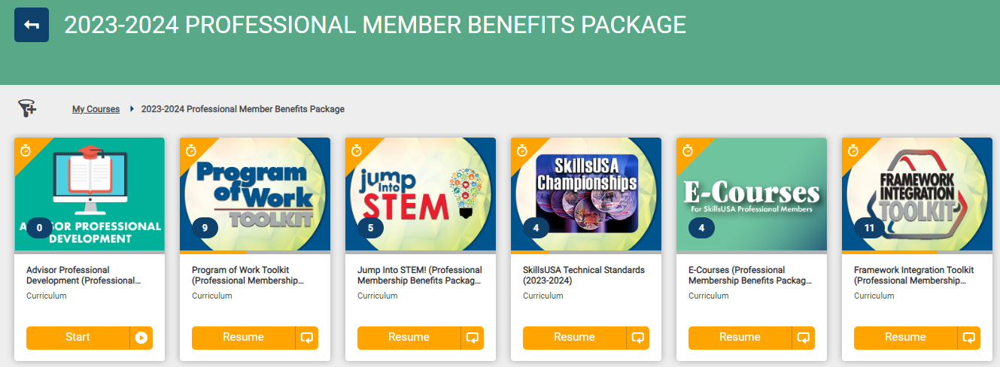 2023-2024 PROFESSIONAL MEMBER BENEFITS PACKAGE
My Courses
2023-2024 Professional Member Benefits Package
0
SOR PROFESSIONAL
DEVELOPMENT
Advisor Professional
Development (Professional...
Curriculum
Start
Program
of Work
TOOLKIT
9
Program of Work Toolkit
(Professional Membership...
Curriculum
Resume
jump
into
STEM
5
Jump Into STEM! (Professional
Membership Benefits Packag...
Curriculum
Resume
SkillsUSA
Championships
4
SkillsUSA Technical Standards
(2023-2024)
Curriculum
Resume
E-Courses
For SkillsUSA Professional Members
4
E-Courses (Professional
Membership Benefits Packag...
Curriculum
Resume
FRAMEWORK
INTEGRATION
TOOLKIT
11
Framework Integration Toolkit
(Professional Membership...
Curriculum
Resume